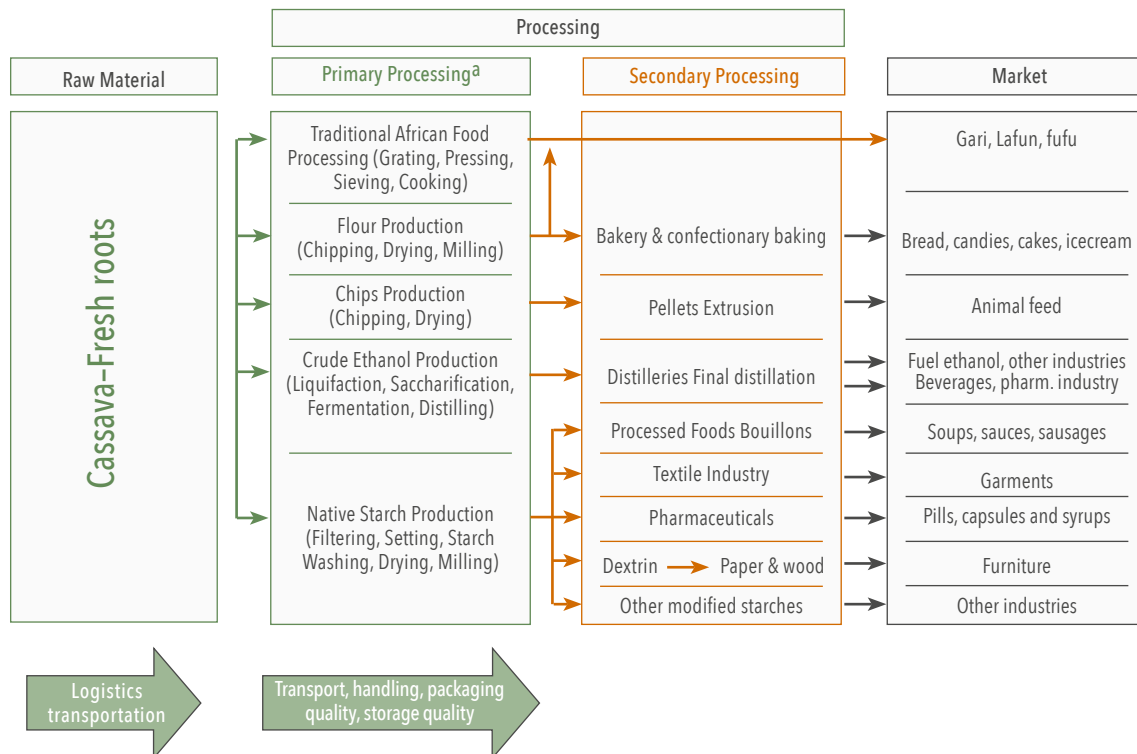 Processing
Raw Material
Primary Processingª
Secondary Processing
Market
Cassava–Fresh roots
Traditional African Food
Processing (Grating, Pressing,
Sieving, Cooking)
Flour Production
(Chipping, Drying, Milling)
Chips Production
(Chipping, Drying)
Crude Ethanol Production
(Liquifaction, Saccharification,
Fermentation, Distilling)
Native Starch Production
(Filtering, Setting, Starch
Washing, Drying, Milling)
Bakery & confectionary baking
Pellets Extrusion
Distilleries Final distillation
Processed Foods Bouillons
Textile Industry
Pharmaceuticals
Dextrin Paper & wood
Other modified starches
Gari, Lafun, fufu
Bread, candies, cakes, icecream
Animal feed
Fuel ethanol, other industries
Beverages, pharm. industry
Soups, sauces, sausages
Garments
Pills, capsules and syrups
Furniture
Other industries
Logistics
transportation
Transport, handling, packaging
quality, storage quality